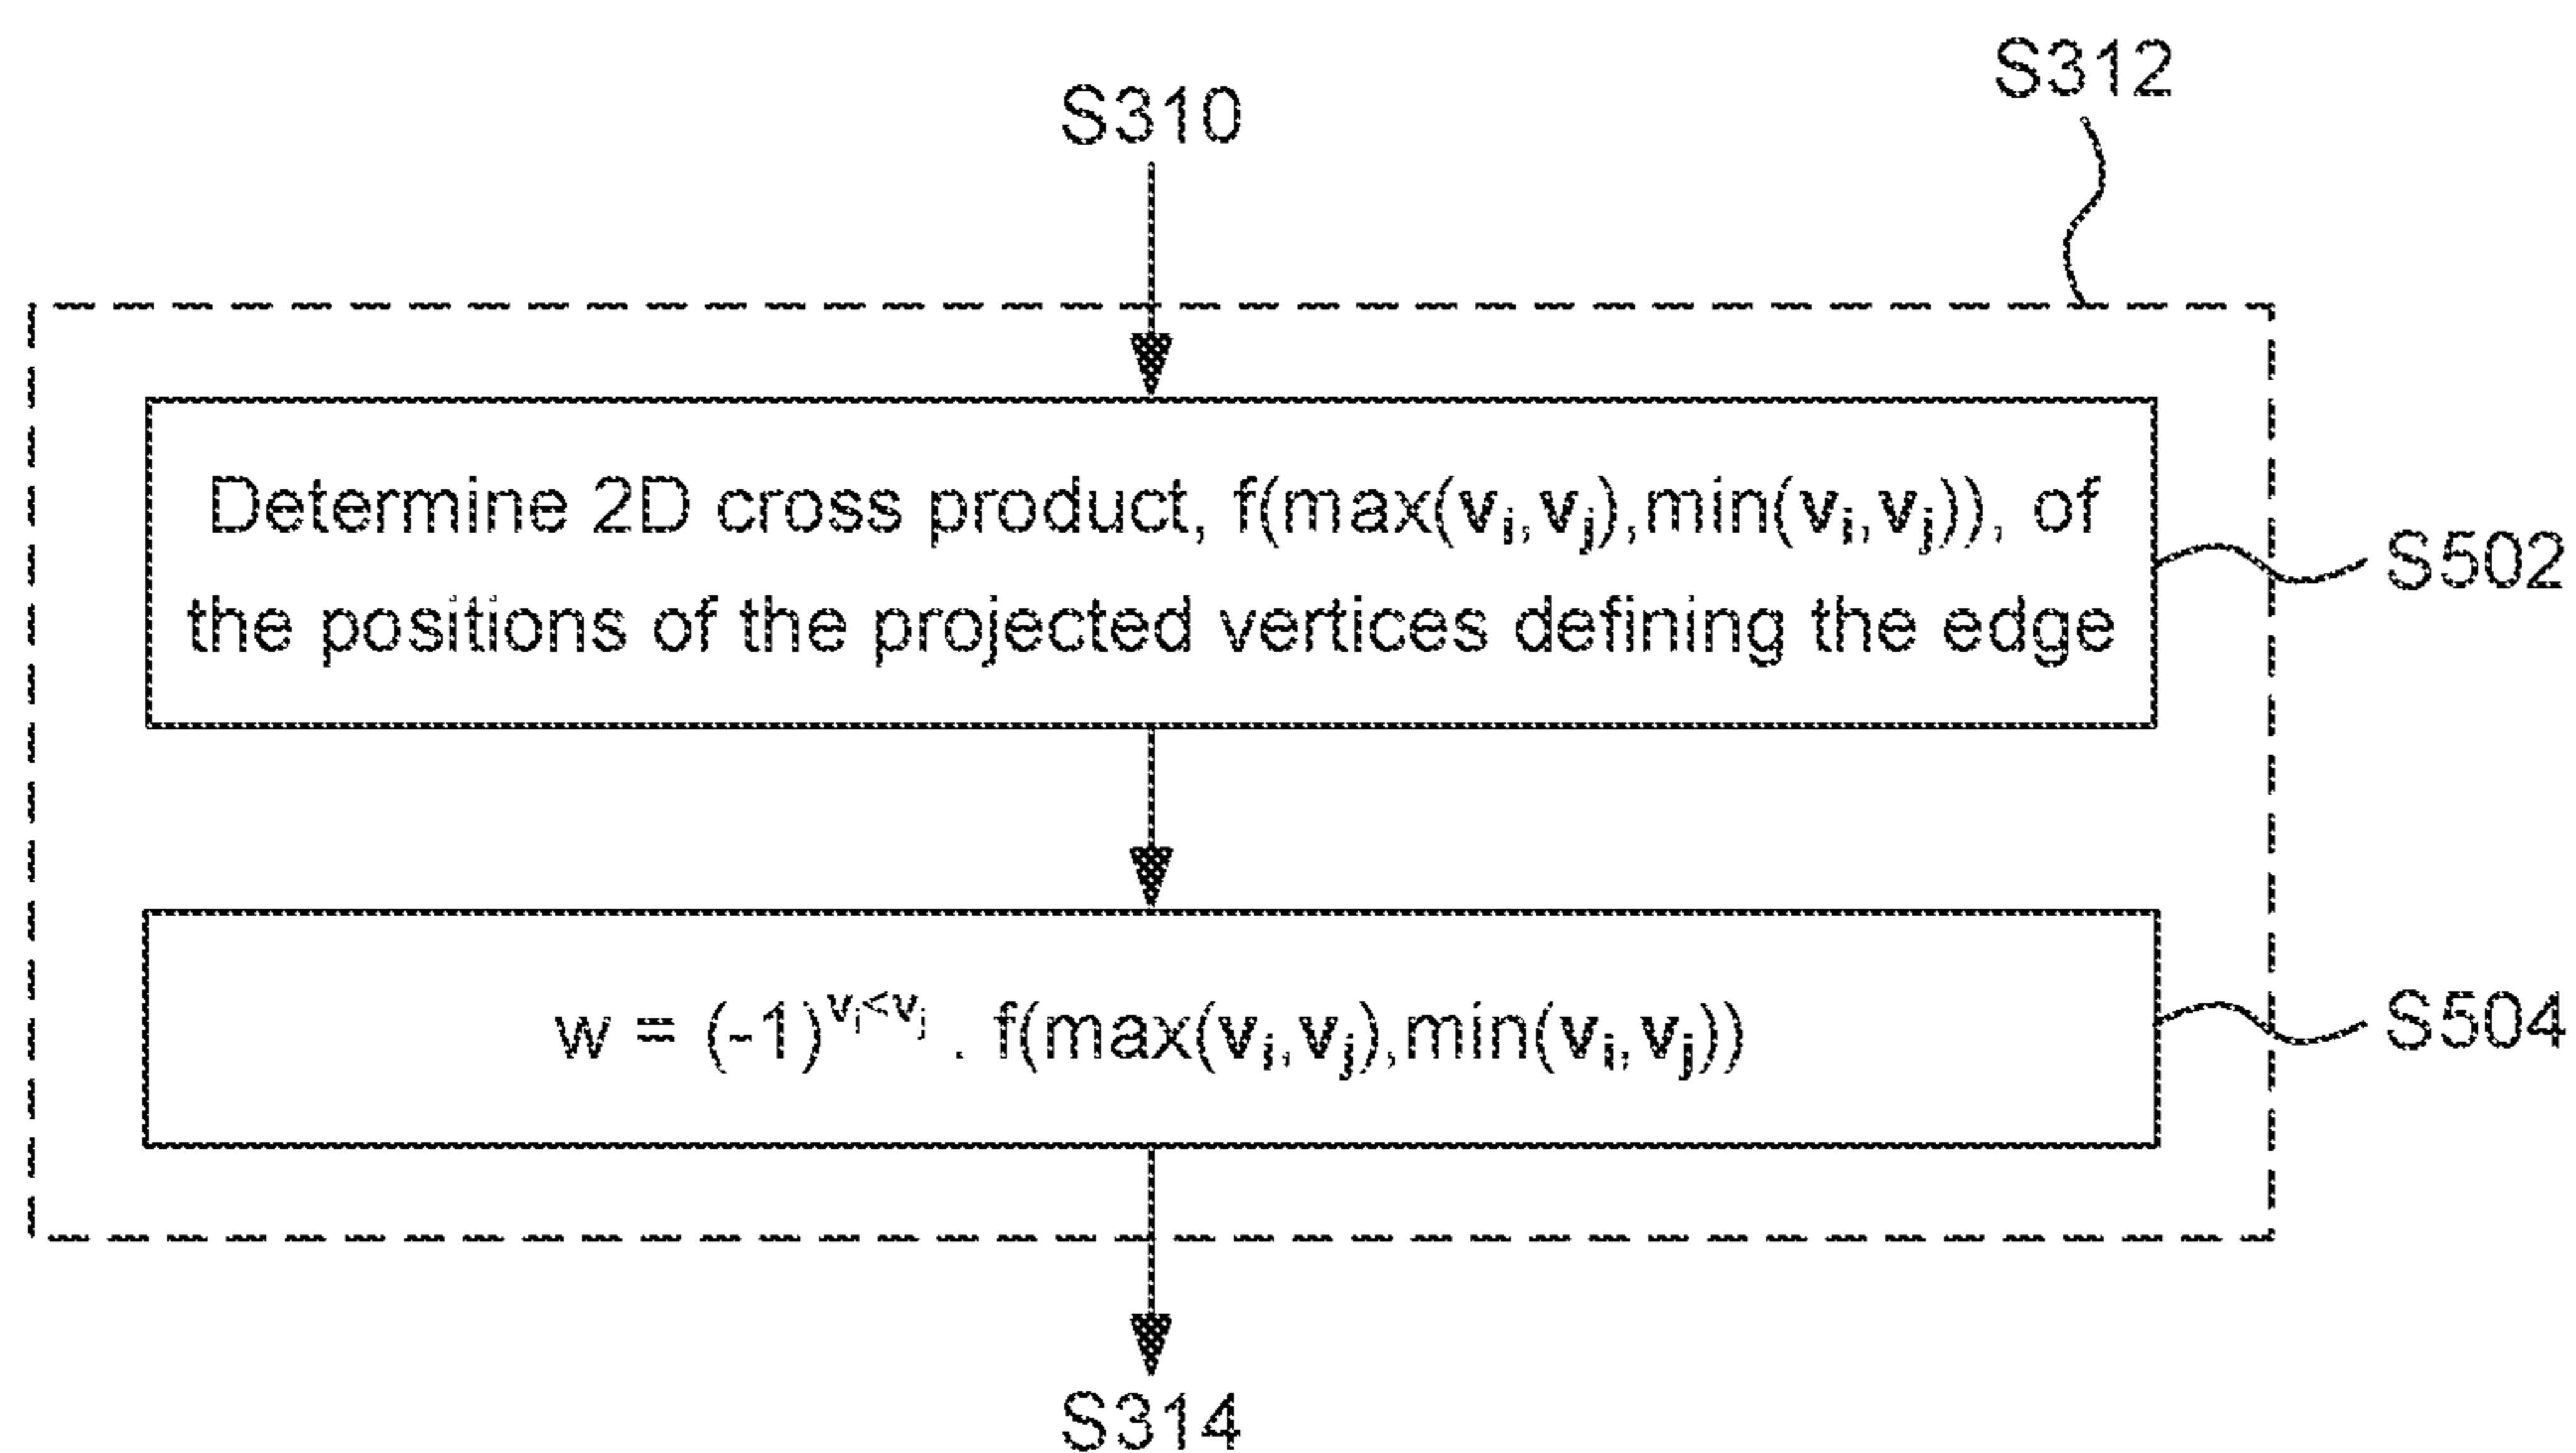 S312
S310
Determine 2D cross product, f(max(vᵢ,vⱼ),min(vᵢ,vⱼ)), of
the positions of the projected vertices defining the edge
S502
w = (-1)^{vᵢ<vⱼ} . f(max(vᵢ,vⱼ),min(vᵢ,vⱼ))
S504
S314